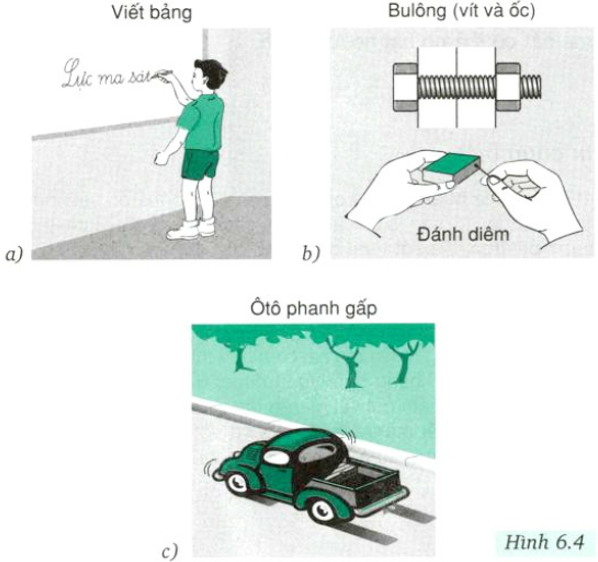 Viết bảng
Bulông (vít và ốc)
Lực ma sát
a)
b)
Đánh diêm
Ôtô phanh gấp
c)
Hình 6.4